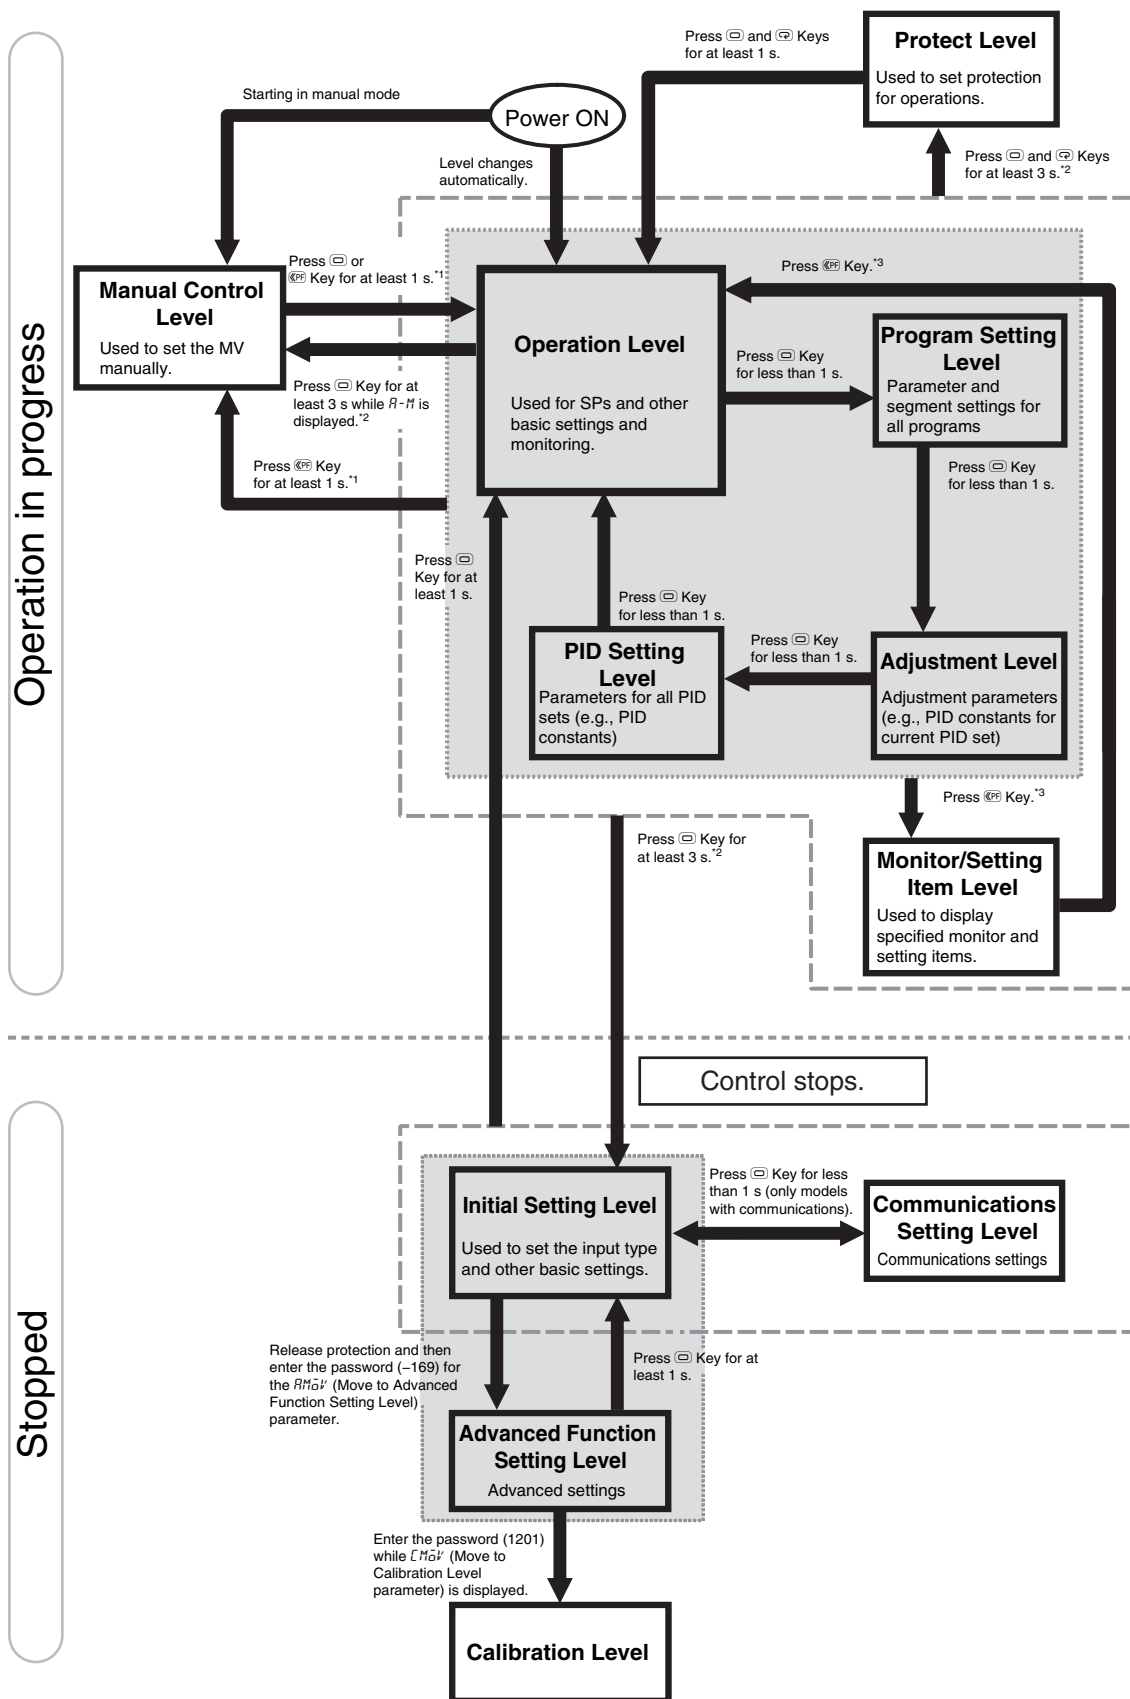 Operation in progress
Press and Keys
for at least 1 s.
Protect Level
Used to set protection
for operations.
Starting in manual mode
Power ON
Level changes
automatically.
Press and Keys
for at least 3 s.*2
Press or
PF Key for at least 1 s.*1
Manual Control
Level
Used to set the MV
manually.
Press PF Key.*3
Operation Level
Used for SPs and other
basic settings and
monitoring.
Press Key
for less than 1 s.
Program Setting
Level
Parameter and
segment settings for
all programs
Press Key for at
least 3 s while A-M is
displayed.*2
Press PF Key
for at least 1 s.*1
Press Key
for less than 1 s.
Press
Key for at
least 1 s.
Press Key
for less than 1 s.
PID Setting
Level
Parameters for all PID
sets (e.g., PID
constants)
Press Key
for less than 1 s.
Adjustment Level
Adjustment parameters
(e.g., PID constants for
current PID set)
Press PF Key.*3
Press Key for
at least 3 s.*2
Monitor/Setting
Item Level
Used to display
specified monitor and
setting items.
Stopped
Control stops.
Initial Setting Level
Used to set the input type
and other basic settings.
Press Key for less
than 1 s (only models
with communications).
Communications
Setting Level
Communications settings
Release protection and then
enter the password (–169) for
the AMoV (Move to Advanced
Function Setting Level)
parameter.
Press Key for at
least 1 s.
Advanced Function
Setting Level
Advanced settings
Enter the password (1201)
while CMoV (Move to
Calibration Level
parameter) is displayed.
Calibration Level